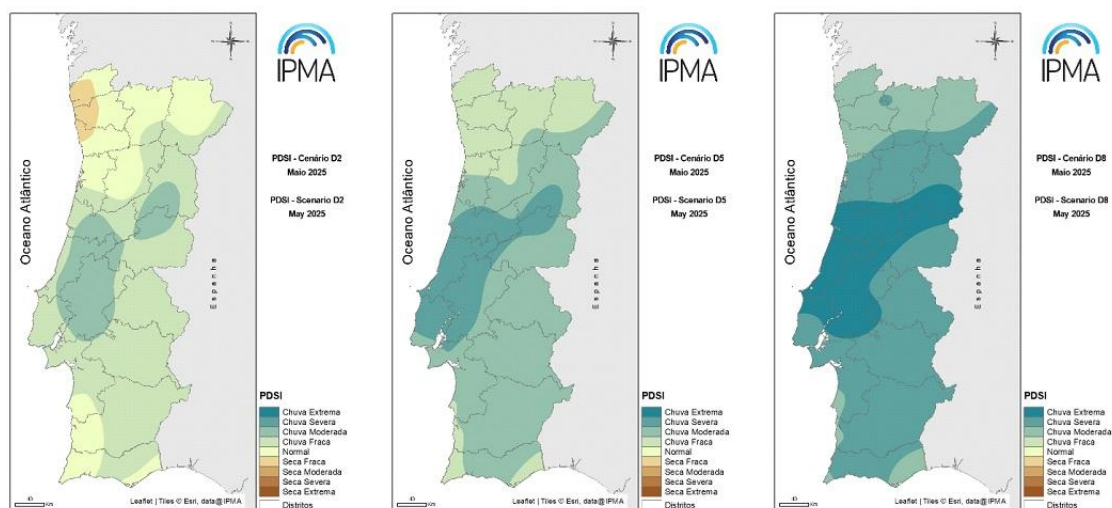 IPMA
PDSI - Cenário D2
Maio 2025
PDSI - Scenario D2
May 2025
Oceano Atlântico
Espanha
PDSI
Chuva Extrema
Chuva Severa
Chuva Moderada
Chuva Fraca
Normal
Seca Fraca
Seca Moderada
Seca Severa
Seca Extrema
Distritos
Leaflet | Tiles © Esri, data@IPMA
IPMA
PDSI - Cenário D5
Maio 2025
PDSI - Scenario D5
May 2025
Oceano Atlântico
Espanha
PDSI
Chuva Extrema
Chuva Severa
Chuva Moderada
Chuva Fraca
Normal
Seca Fraca
Seca Moderada
Seca Severa
Seca Extrema
Distritos
Leaflet | Tiles © Esri, data@IPMA
IPMA
PDSI - Cenário D8
Maio 2025
PDSI - Scenario D8
May 2025
Oceano Atlântico
Espanha
PDSI
Chuva Extrema
Chuva Severa
Chuva Moderada
Chuva Fraca
Normal
Seca Fraca
Seca Moderada
Seca Severa
Seca Extrema
Distritos
Leaflet | Tiles © Esri, data@IPMA